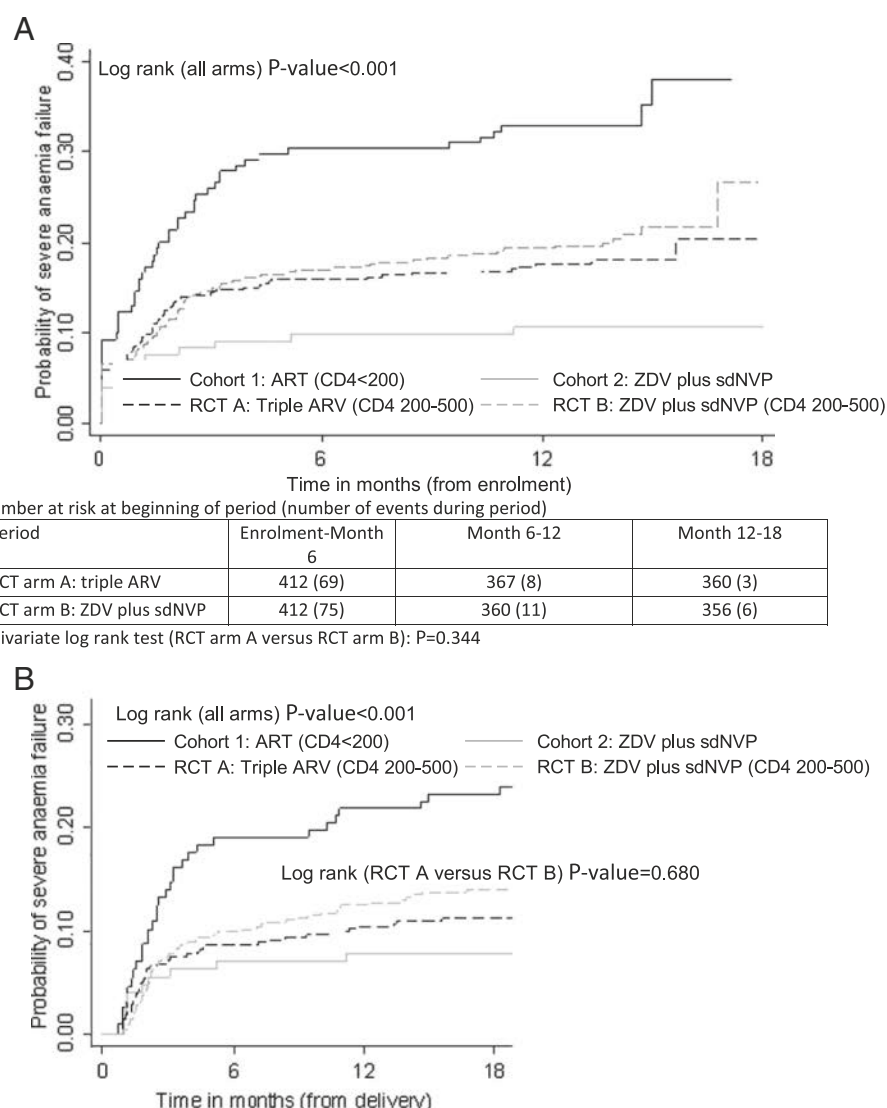 A
Log rank (all arms) P-value<0.001
Probability of severe anaemia failure
0.40
0.30
0.20
0.10
0.00
Cohort 1: ART (CD4<200)
Cohort 2: ZDV plus sdNVP
RCT A: Triple ARV (CD4 200-500)
RCT B: ZDV plus sdNVP (CD4 200-500)
0 6 12 18
Time in months (from enrolment)
umber at risk at beginning of period (number of events during period)
eriod Enrolment-Month 6 Month 6-12 Month 12-18
CT arm A: triple ARV 412 (69) 367 (8) 360 (3)
CT arm B: ZDV plus sdNVP 412 (75) 360 (11) 356 (6)
ivariate log rank test (RCT arm A versus RCT arm B): P=0.344
B
Log rank (all arms) P-value<0.001
Cohort 1: ART (CD4<200)
Cohort 2: ZDV plus sdNVP
RCT A: Triple ARV (CD4 200-500)
RCT B: ZDV plus sdNVP (CD4 200-500)
Log rank (RCT A versus RCT B) P-value=0.680
Probability of severe anaemia failure
0.30
0.20
0.10
0.00
0 6 12 18
Time in months (from delivery)